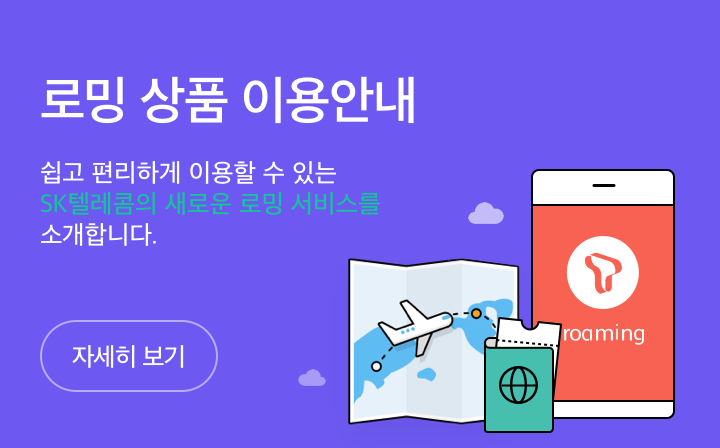 로밍 상품 이용안내
쉽고 편리하게 이용할 수 있는
SK텔레콤의 새로운 로밍 서비스를
소개합니다.
자세히 보기
roaming